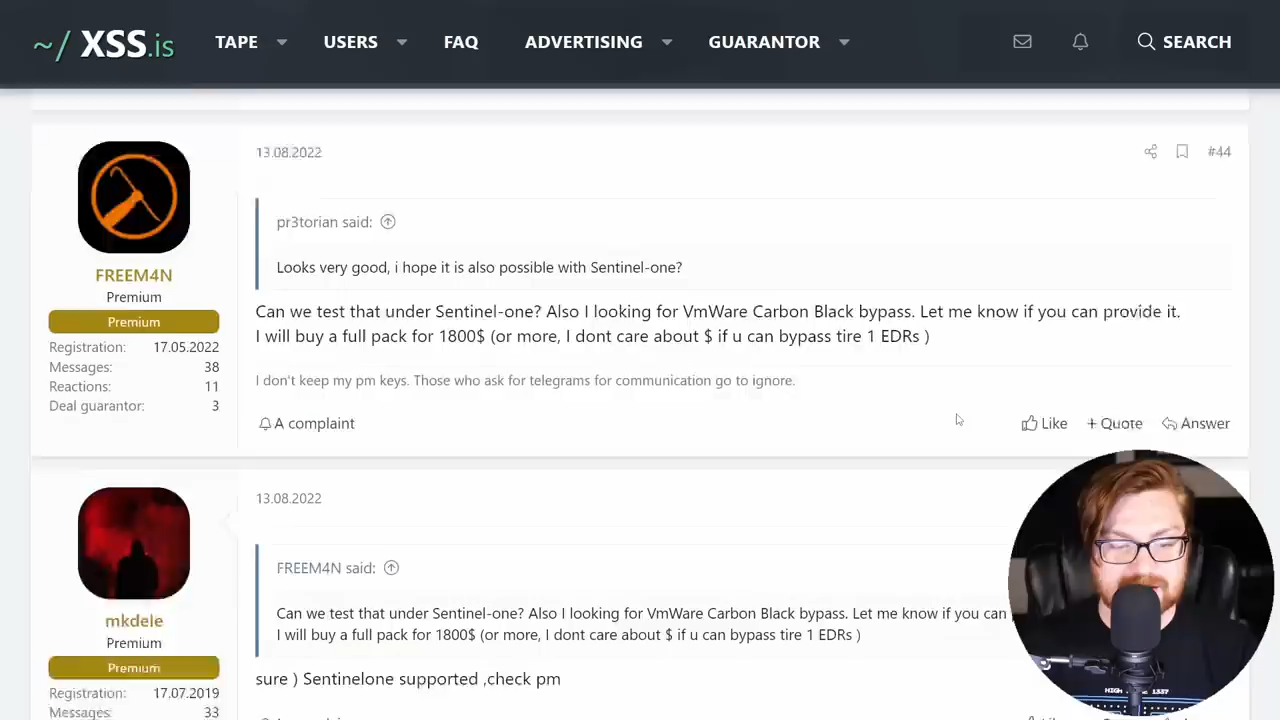 ~/ XSS.is TAPE USERS FAQ ADVERTISING GUARANTOR SEARCH
13.08.2022 #44
pr3torian said:
Looks very good, i hope it is also possible with Sentinel-one?
FREEM4N
Premium
Premium
Registration: 17.05.2022
Messages: 38
Reactions: 11
Deal guarantor: 3
Can we test that under Sentinel-one? Also I looking for VmWare Carbon Black bypass. Let me know if you can provide it.
I will buy a full pack for 1800$ (or more, I dont care about $ if u can bypass tire 1 EDRs )
I don't keep my pm keys. Those who ask for telegrams for communication go to ignore.
A complaint Like + Quote Answer
13.08.2022
FREEM4N said:
Can we test that under Sentinel-one? Also I looking for VmWare Carbon Black bypass. Let me know if you can
I will buy a full pack for 1800$ (or more, I dont care about $ if u can bypass tire 1 EDRs )
mkdele
Premium
Premium
Registration: 17.07.2019
Messages: 33
sure ) Sentinelone supported ,check pm